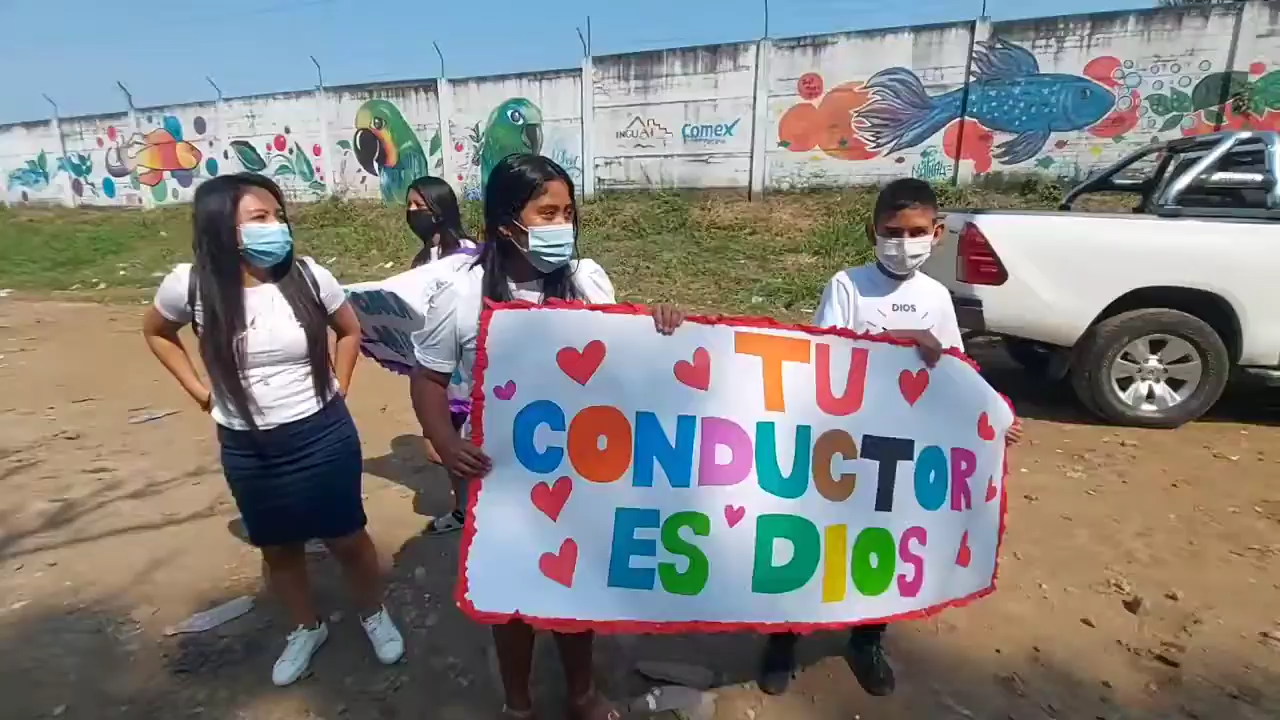 INGUAT
Comex
DIOS
TU
CONDUCTOR
ES DIOS